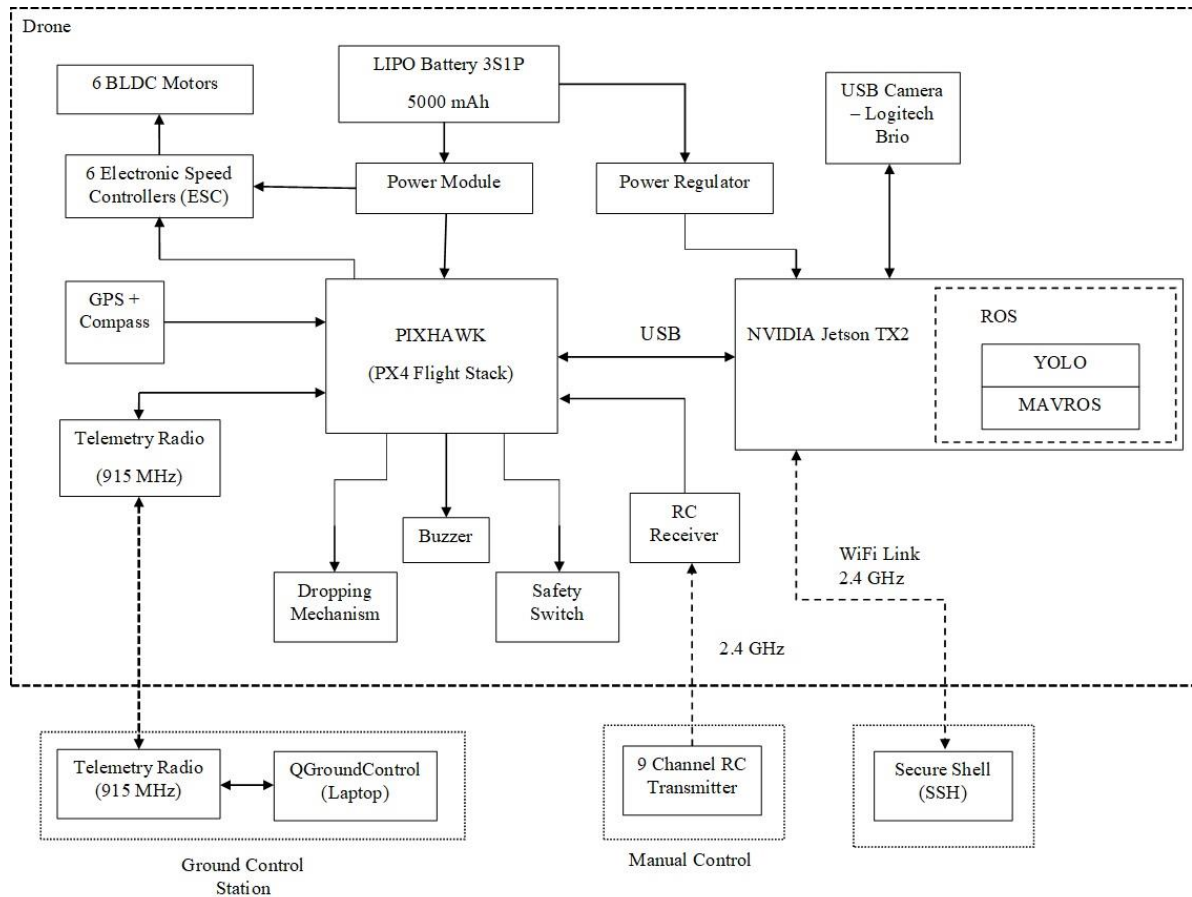 Drone
LIPO Battery 3S1P
5000 mAh
6 BLDC Motors
USB Camera
– Logitech
Brio
6 Electronic Speed
Controllers (ESC)
Power Module
Power Regulator
GPS +
Compass
PIXHAWK
(PX4 Flight Stack)
USB
NVIDIA Jetson TX2
ROS
YOLO
MAVROS
Telemetry Radio
(915 MHz)
Buzzer
RC
Receiver
Dropping
Mechanism
Safety
Switch
WiFi Link
2.4 GHz
2.4 GHz
Telemetry Radio
(915 MHz)
QGroundControl
(Laptop)
9 Channel RC
Transmitter
Secure Shell
(SSH)
Ground Control
Station
Manual Control